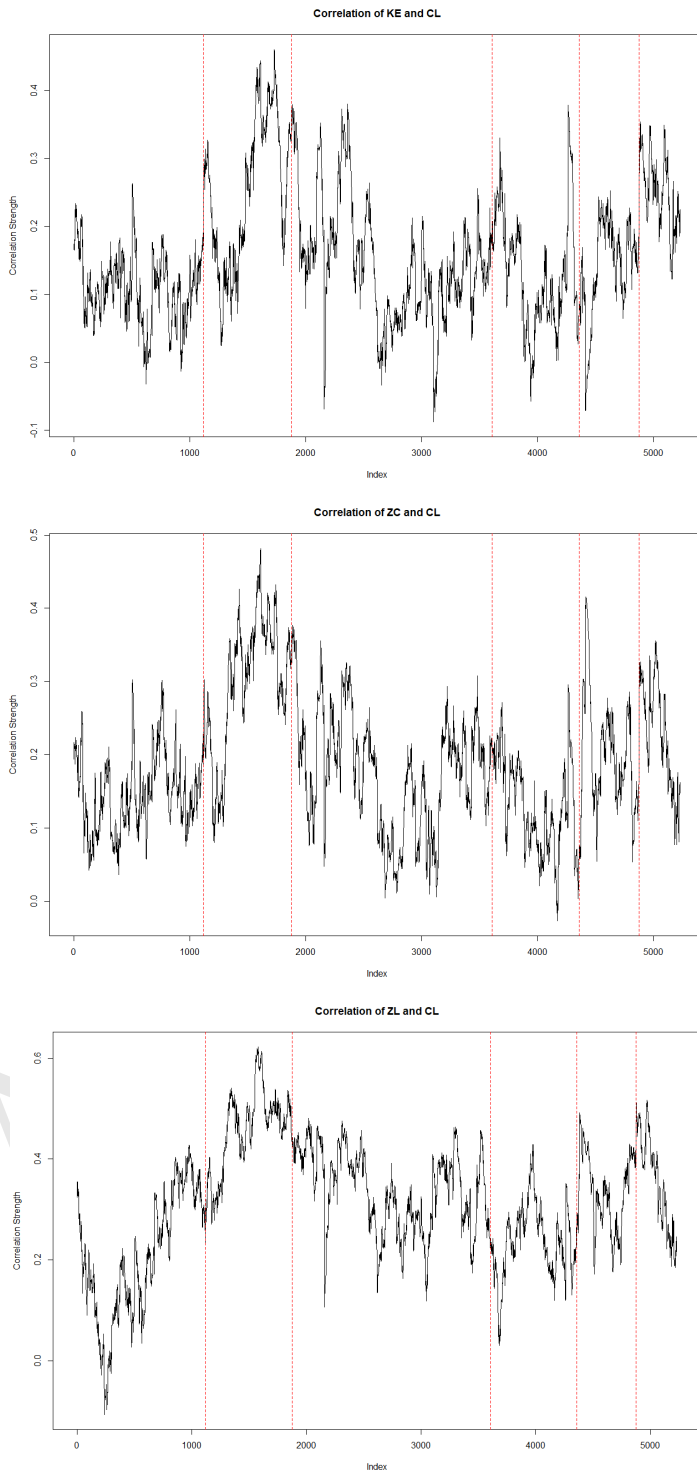 Correlation of KE and CL
Correlation Strength
0.4
0.3
0.2
0.1
0.0
-0.1
0 1000 2000 3000 4000 5000
Index
Correlation of ZC and CL
Correlation Strength
0.5
0.4
0.3
0.2
0.1
0.0
0 1000 2000 3000 4000 5000
Index
Correlation of ZL and CL
Correlation Strength
0.6
0.4
0.2
0.0
0 1000 2000 3000 4000 5000
Index